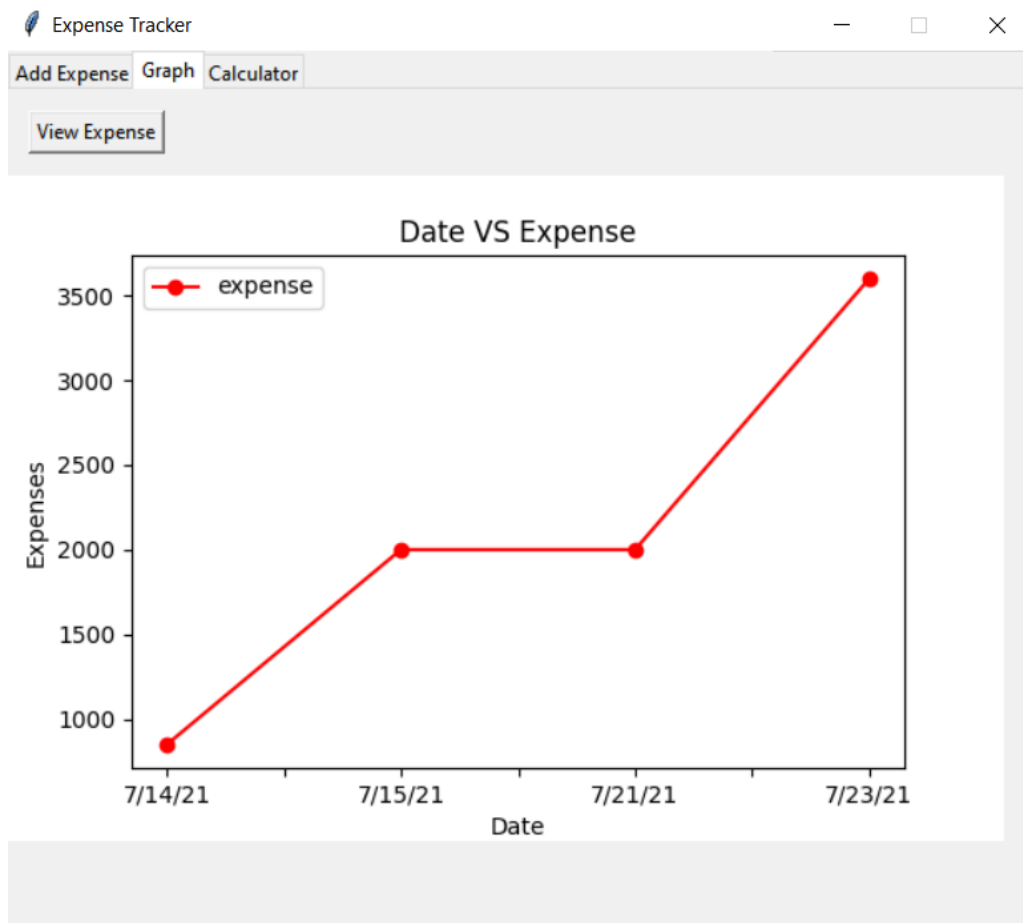 Expense Tracker
Add Expense Graph Calculator
View Expense
Date VS Expense
expense
3500
3000
2500
2000
1500
1000
Expenses
7/14/21 7/15/21 7/21/21 7/23/21
Date